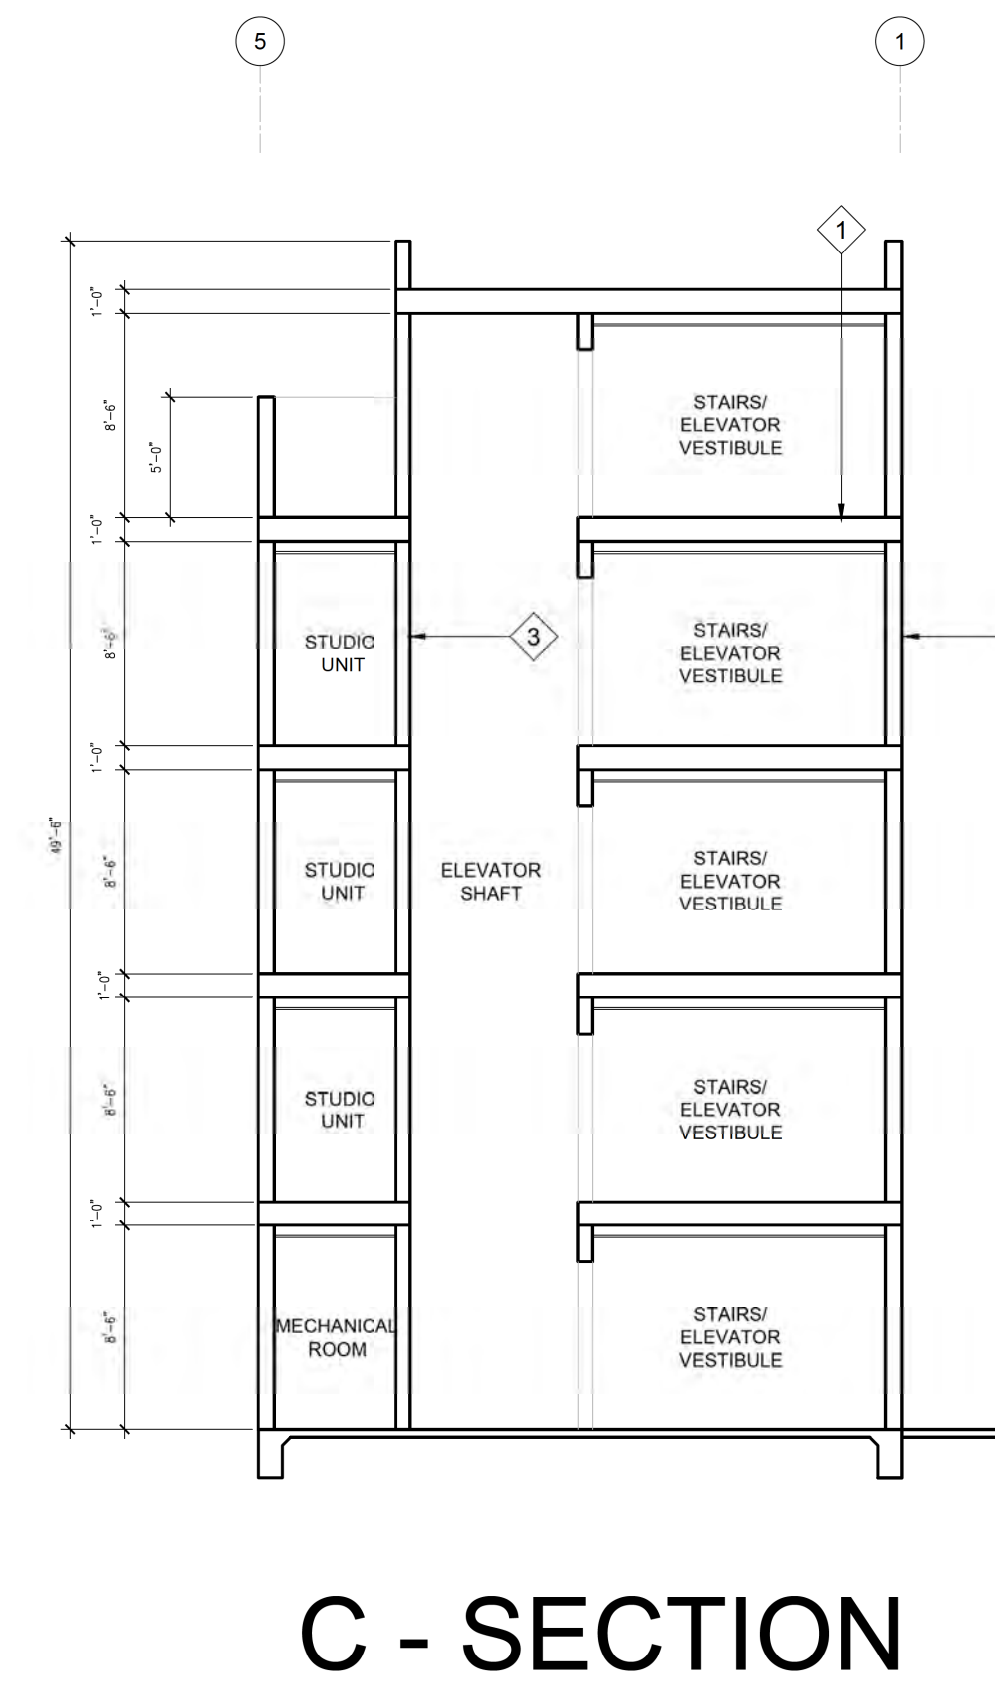 5
1
1
1'-0"
8'-6"
5'-0"
STAIRS/
ELEVATOR
VESTIBULE
1'-0"
8'-6"
STUDIO
UNIT
3
STAIRS/
ELEVATOR
VESTIBULE
1'-0"
49'-6"
8'-6"
STUDIO
UNIT
ELEVATOR
SHAFT
STAIRS/
ELEVATOR
VESTIBULE
1'-0"
8'-6"
STUDIO
UNIT
STAIRS/
ELEVATOR
VESTIBULE
1'-0"
8'-6"
MECHANICAL
ROOM
STAIRS/
ELEVATOR
VESTIBULE
C - SECTION